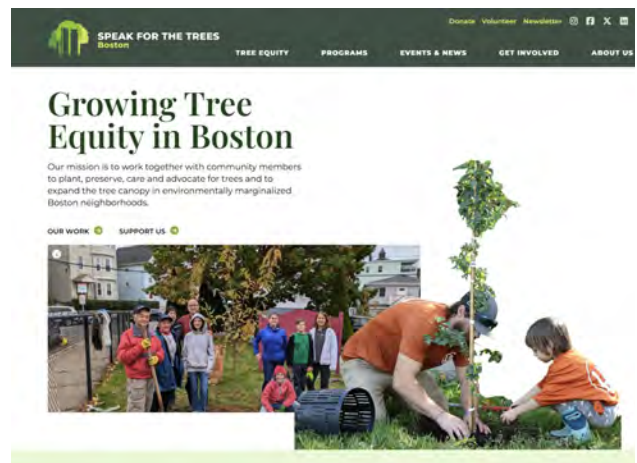 Donate Volunteer Newsletter
SPEAK FOR THE TREES
Boston
TREE EQUITY PROGRAMS EVENTS & NEWS GET INVOLVED ABOUT US
Growing Tree
Equity in Boston
Our mission is to work together with community members
to plant, preserve, care and advocate for trees and to
expand the tree canopy in environmentally marginalized
Boston neighborhoods.
OUR WORK SUPPORT US